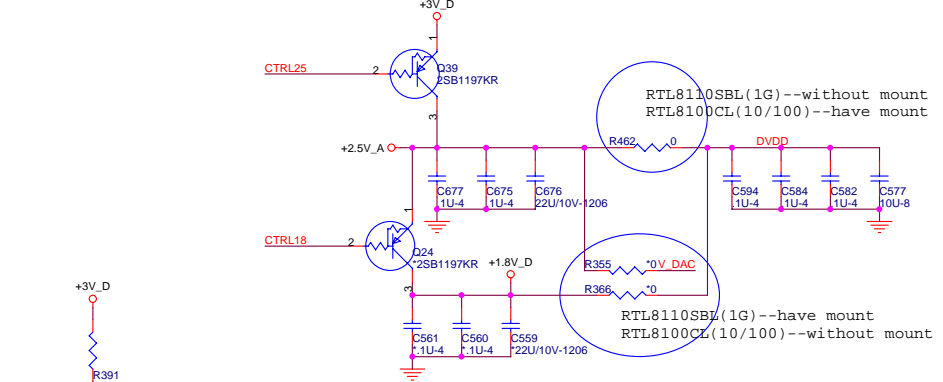 +3V_D
1
CTRL25
2
Q39
2SB1197KR
3
RTL8110SBL(1G)--without mount
RTL8100CL(10/100)--have mount
+2.5V_A
R462
0
DVDD
C677
.1U-4
C675
.1U-4
C676
22U/10V-1206
C594
.1U-4
C584
.1U-4
C582
.1U-4
C577
10U-8
1
CTRL18
2
Q24
*2SB1197KR
3
+1.8V_D
R355
*0
V_DAC
R366
*0
+3V_D
RTL8110SBL(1G)--have mount
RTL8100CL(10/100)--without mount
C561
*.1U-4
C560
*.1U-4
C559
*22U/10V-1206
R391